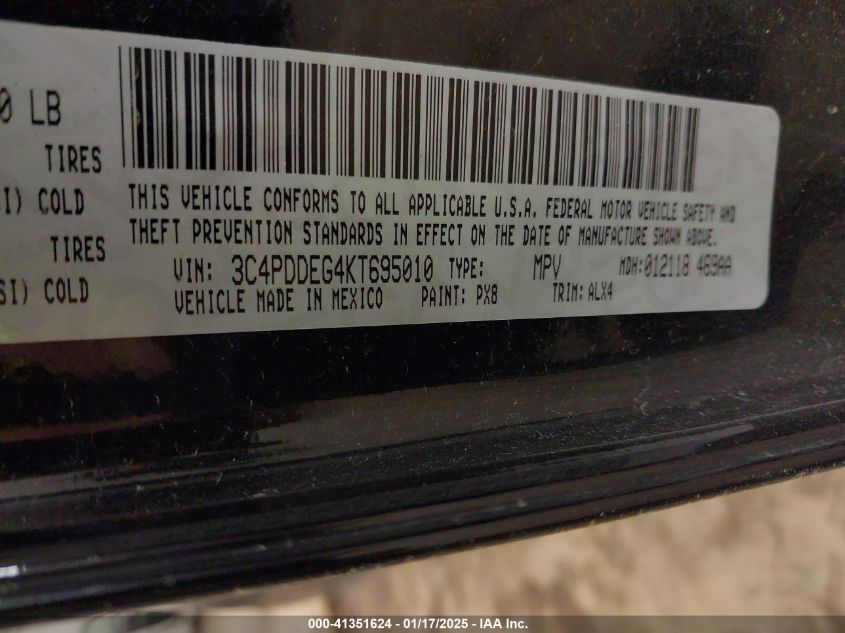 0 LB
TIRES
SI) COLD
THIS VEHICLE CONFORMS TO ALL APPLICABLE U.S.A. FEDERAL MOTOR VEHICLE SAFETY AND
THEFT PREVENTION STANDARDS IN EFFECT ON THE DATE OF MANUFACTURE SHOWN ABOVE.
TIRES
VIN: 3C4PDDEG4KT695010 TYPE: MPV MDH:012118 469AA
SI) COLD
VEHICLE MADE IN MEXICO PAINT: PX8 TRIM: ALX4
000-41351624 - 01/17/2025 - IAA Inc.